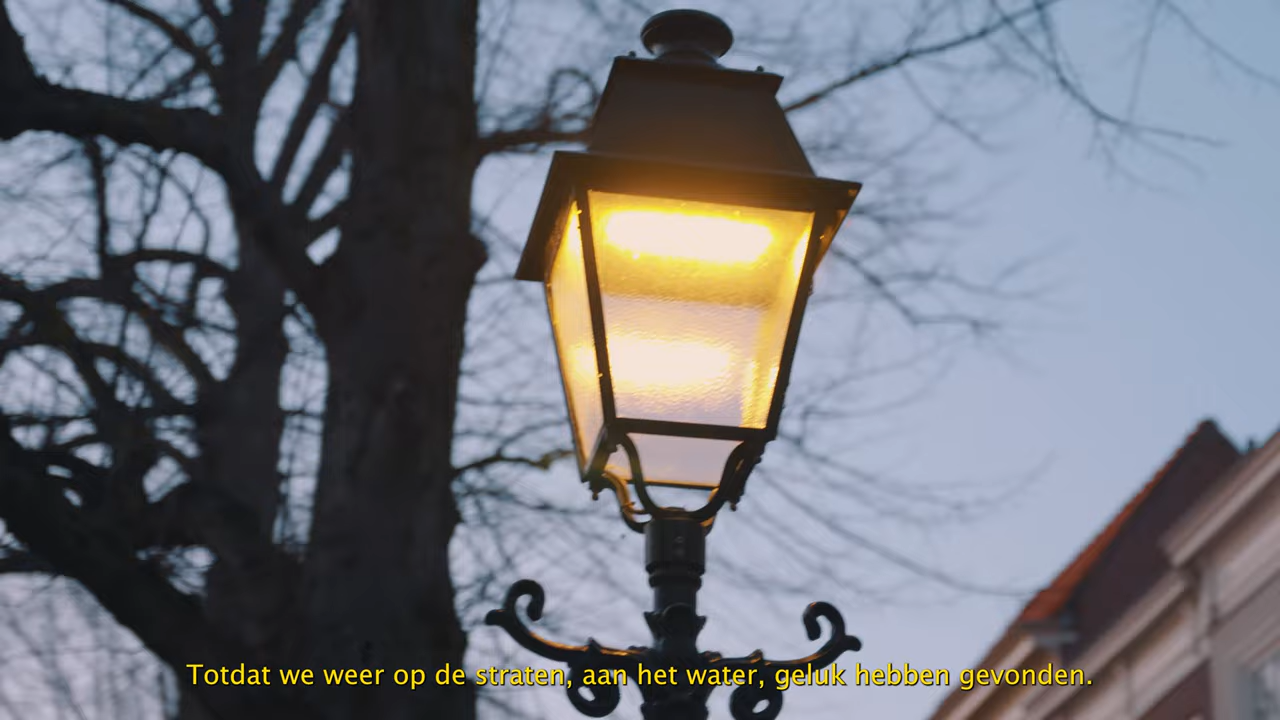 Totdat we weer op de straten, aan het water, geluk hebben gevonden.